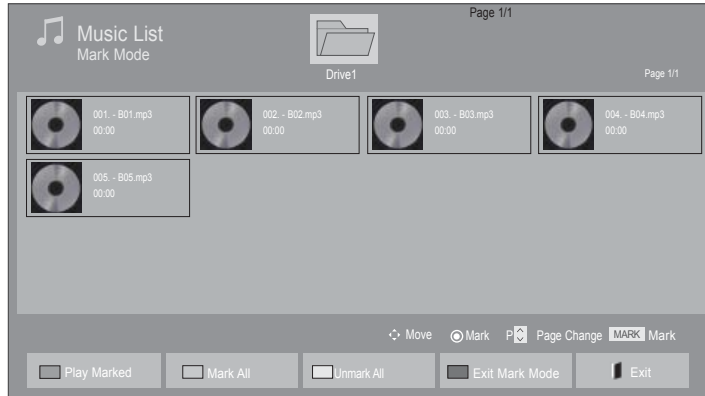 Page 1/1
Music List
Mark Mode
Drive1
Page 1/1
001. - B01.mp3
00:00
002. - B02.mp3
00:00
003. - B03.mp3
00:00
004. - B04.mp3
00:00
005. - B05.mp3
00:00
Move Mark P Page Change MARK Mark
Play Marked Mark All Unmark All Exit Mark Mode Exit